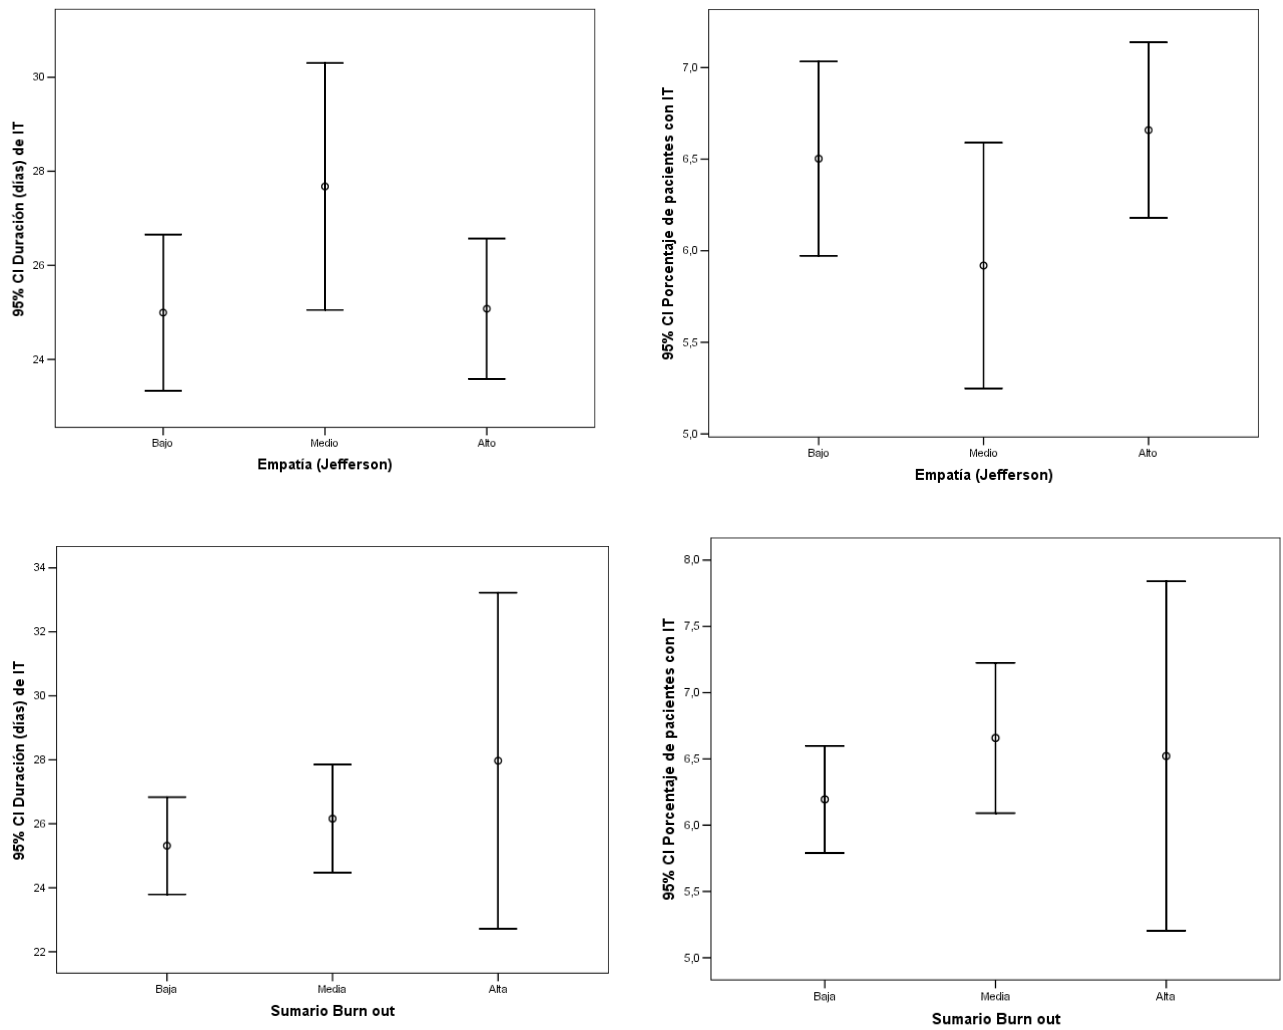 95% CI Duración (días) de IT
30
28
26
24
Bajo
Medio
Alto
Empatía (Jefferson)
95% CI Porcentaje de pacientes con IT
7,0
6,5
6,0
5,5
5,0
Bajo
Medio
Alto
Empatía (Jefferson)
95% CI Duración (días) de IT
34
32
30
28
26
24
22
Baja
Media
Alta
Sumario Burn out
95% CI Porcentaje de pacientes con IT
8,0
7,5
7,0
6,5
6,0
5,5
5,0
Baja
Media
Alta
Sumario Burn out